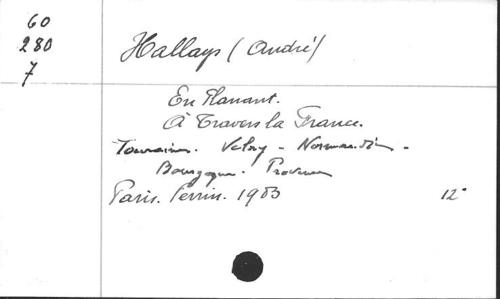 60
280
7
Hallays (André)
En flanant.
À Travers la France.
Touraine. Velay - Normandie -
Bourgogne. Provence
Paris. Perrin. 1903
12°